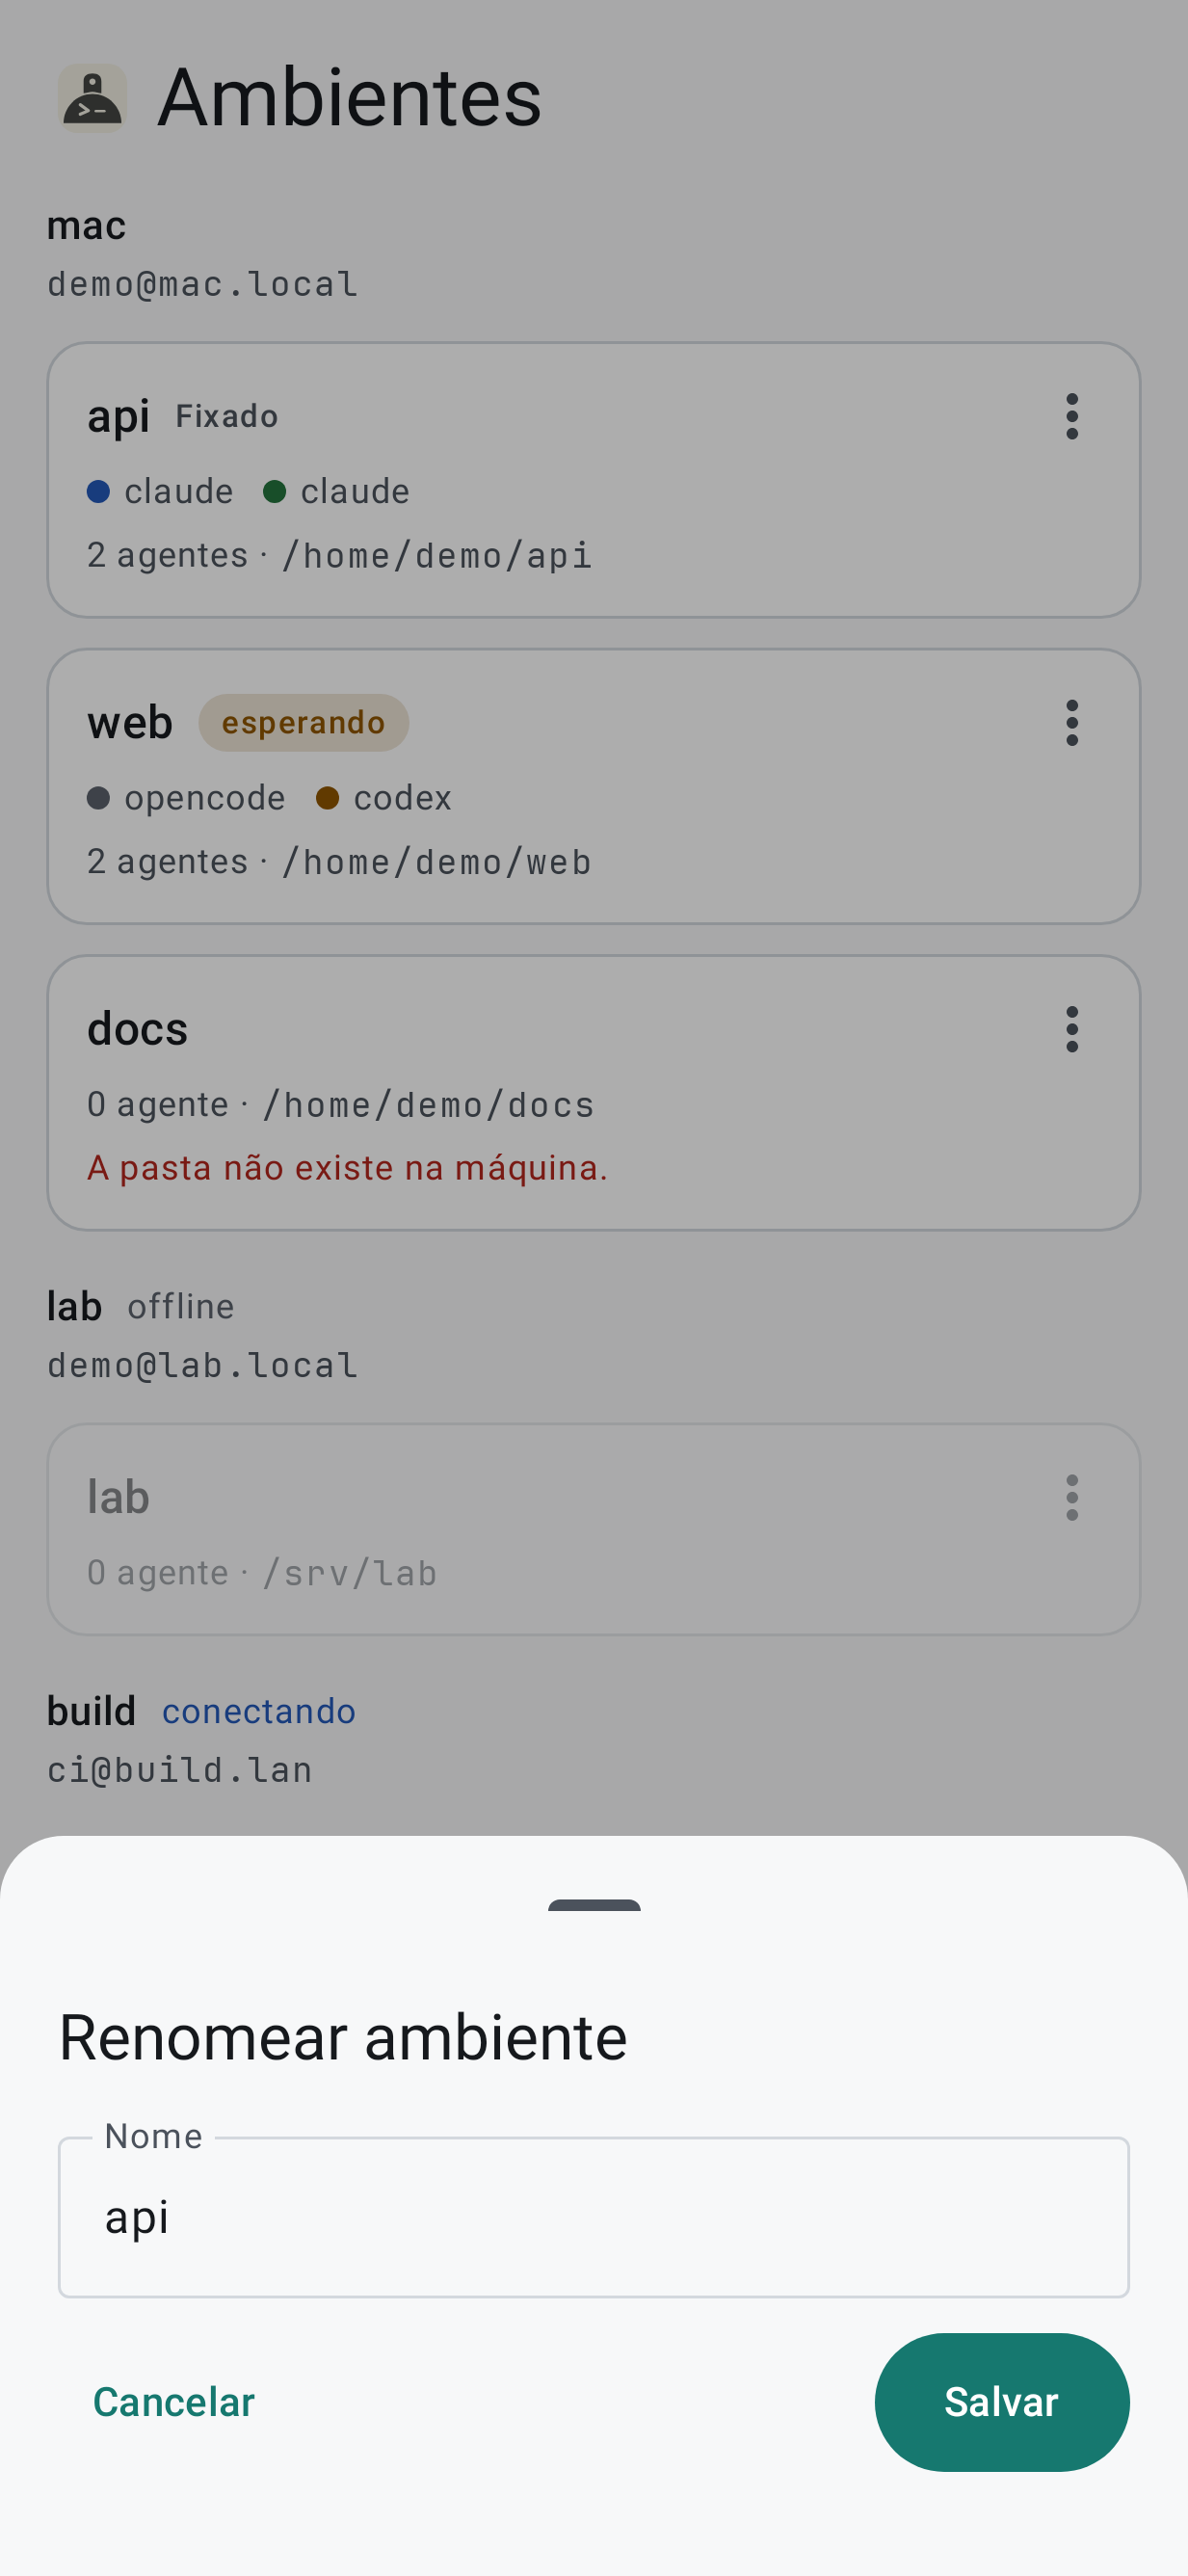 Ambientes
mac
demo@mac.local
api Fixado
claude claude
2 agentes · /home/demo/api
web esperando
opencode codex
2 agentes · /home/demo/web
docs
0 agente · /home/demo/docs
A pasta não existe na máquina.
lab offline
demo@lab.local
lab
0 agente · /srv/lab
build conectando
ci@build.lan
Renomear ambiente
Nome
api
Cancelar Salvar